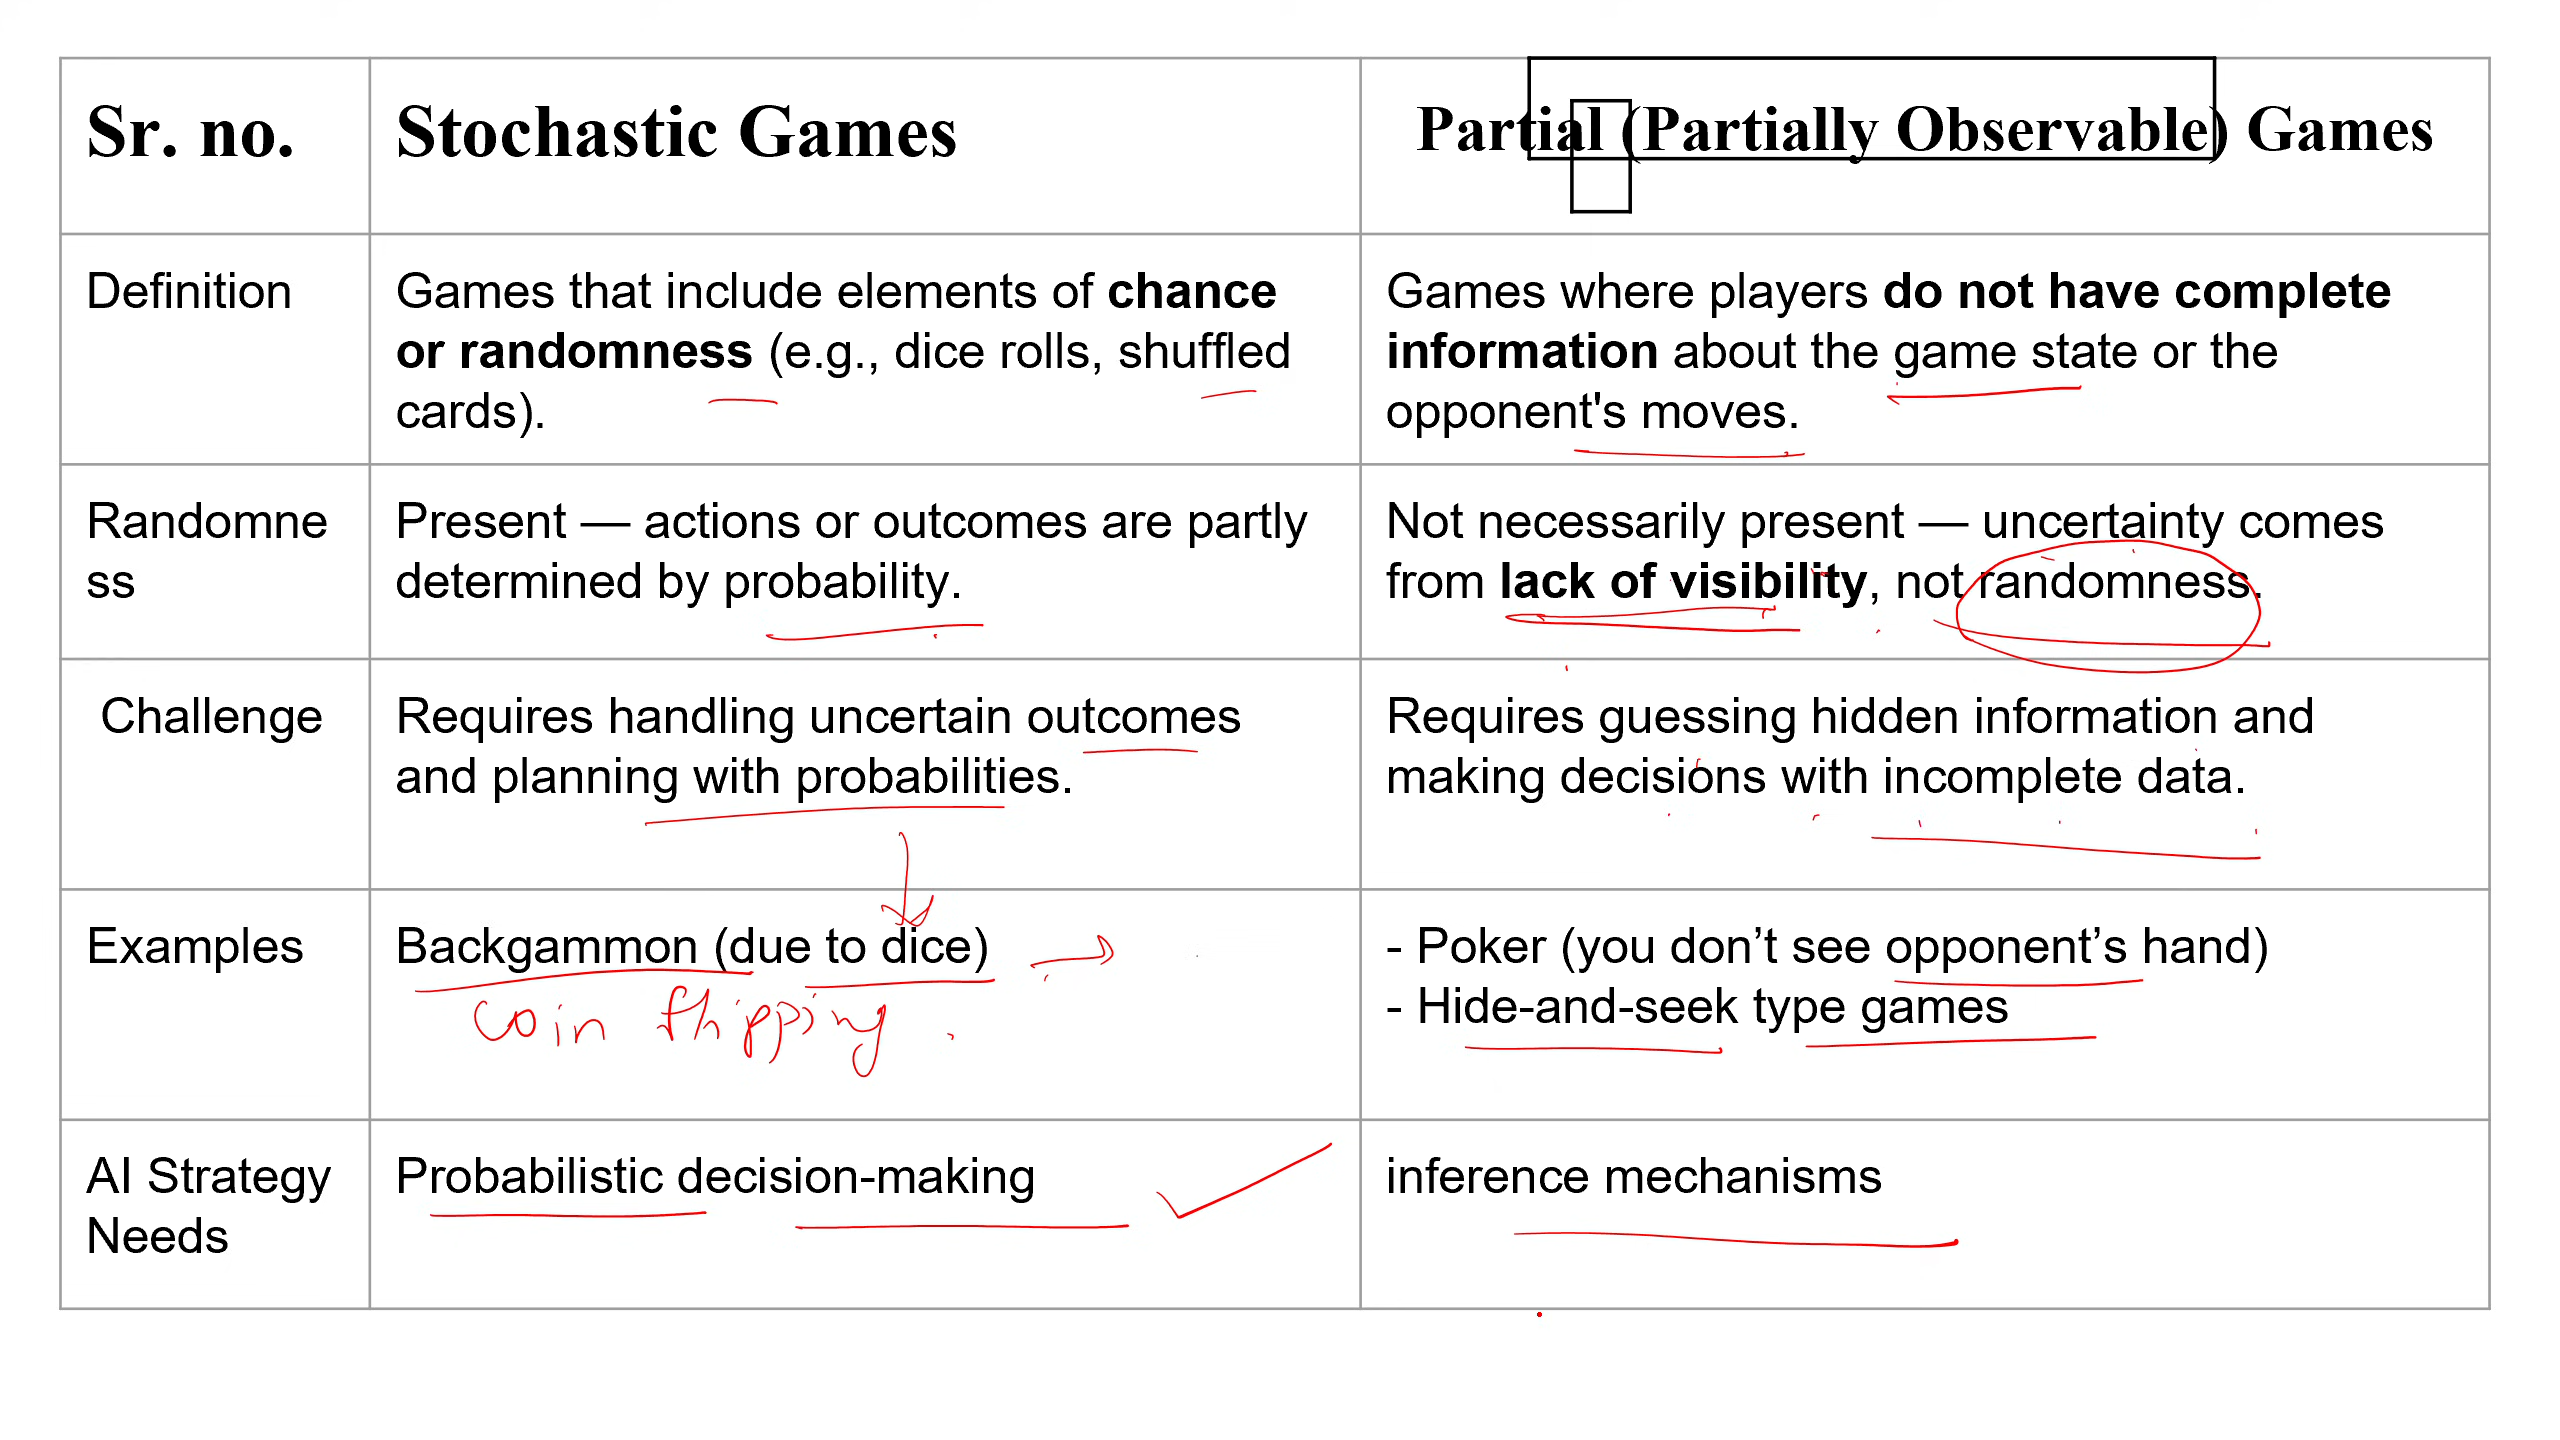 Sr. no.
Stochastic Games
Partial (Partially Observable) Games
Definition
Games that include elements of chance
or randomness (e.g., dice rolls, shuffled
cards).
Games where players do not have complete
information about the game state or the
opponent's moves.
Randomne
ss
Present — actions or outcomes are partly
determined by probability.
Not necessarily present — uncertainty comes
from lack of visibility, not randomness.
Challenge
Requires handling uncertain outcomes
and planning with probabilities.
Requires guessing hidden information and
making decisions with incomplete data.
Examples
Backgammon (due to dice)
coin flipping
- Poker (you don’t see opponent’s hand)
- Hide-and-seek type games
AI Strategy
Needs
Probabilistic decision-making
inference mechanisms